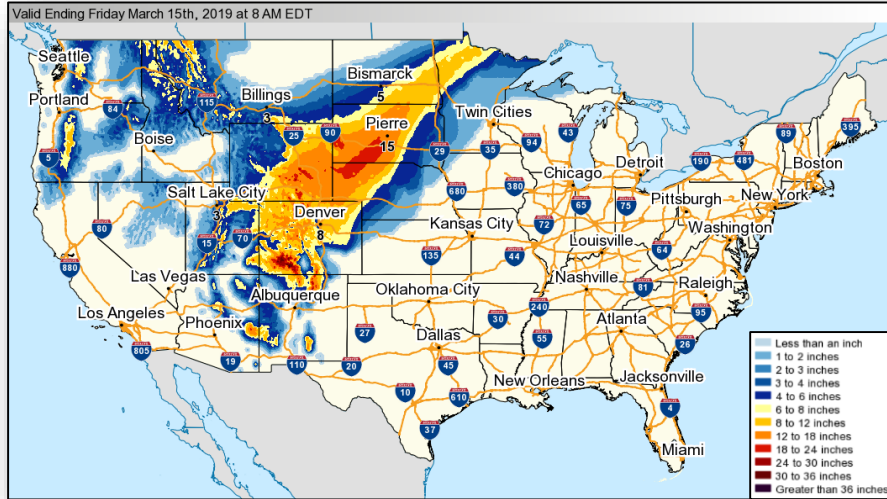 Valid Ending Friday March 15th, 2019 at 8 AM EDT
Seattle
Bismarck
Billings
5
Portland
84
115
3
Twin Cities
Pierre
25
90
Boise
15
5
29
35
94
43
89
395
Detroit
190
481
Boston
Chicago
Salt Lake City
680
380
New York
Pittsburgh
Denver
65
75
3
80
8
Kansas City
72
Washington
15
70
Louisville
64
135
44
880
Las Vegas
Nashville
81
Raleigh
Albuquerque
Oklahoma City
240
Los Angeles
30
95
Phoenix
Atlanta
27
Dallas
55
26
805
19
110
20
45
Jacksonville
New Orleans
10
610
4
37
Miami
Less than an inch
1 to 2 inches
2 to 3 inches
3 to 4 inches
4 to 6 inches
6 to 8 inches
8 to 12 inches
12 to 18 inches
18 to 24 inches
24 to 30 inches
30 to 36 inches
Greater than 36 inches